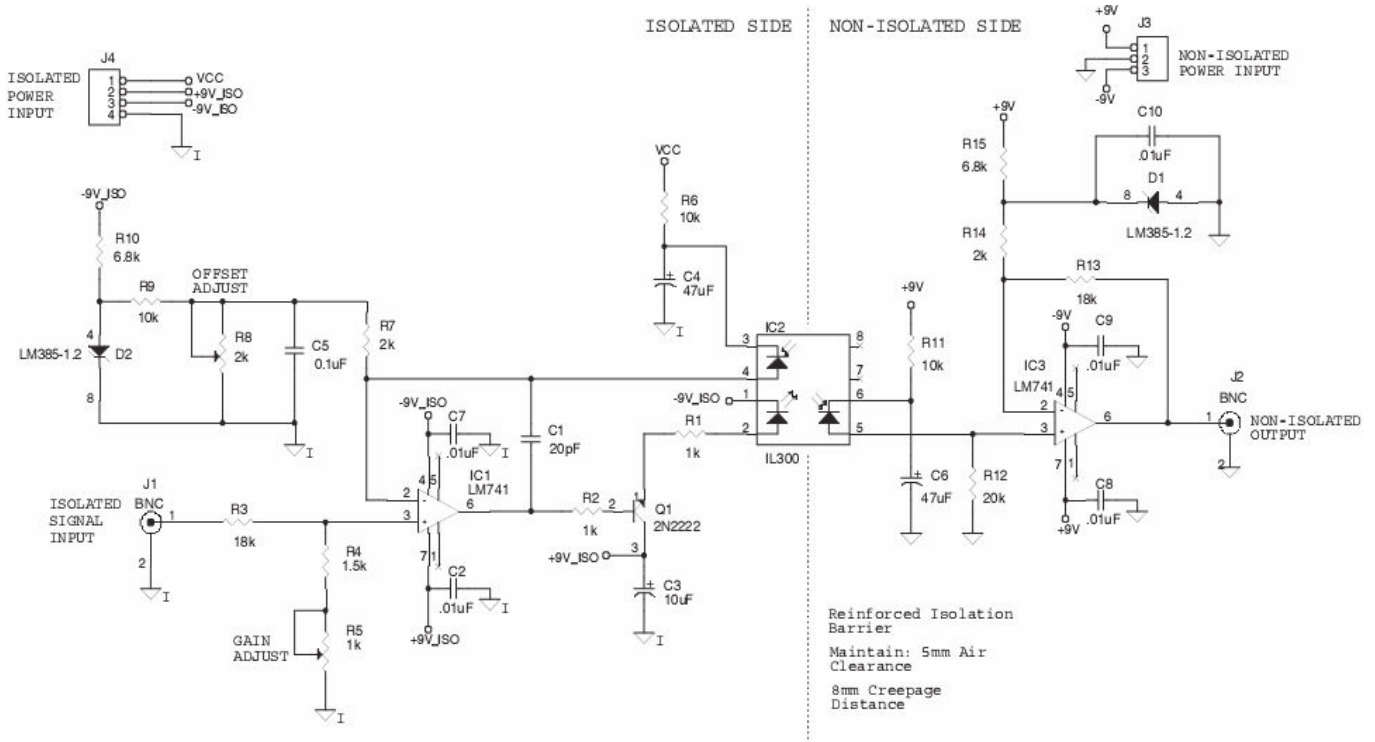 ISOLATED SIDE
NON-ISOLATED SIDE
J4
ISOLATED
POWER
INPUT
1
2
3
4
VCC
+9V_ISO
-9V_ISO
I
+9V
J3
1
2
3
NON-ISOLATED
POWER INPUT
-9V
-9V_ISO
R10
6.8k
R9
10k
OFFSET
ADJUST
R8
2k
C5
0.1uF
4
LM385-1.2
D2
8
I
R7
2k
VCC
R6
10k
C4
47uF
I
+9V
R15
6.8k
R14
2k
C10
.01uF
D1
8
4
LM385-1.2
R13
18k
IC2
3
4
1
2
8
7
6
5
IL300
-9V_ISO
R1
1k
+9V
R11
10k
C6
47uF
R12
20k
-9V
C9
.01uF
IC3
LM741
4
5
2
3
6
7
1
C8
.01uF
+9V
J2
BNC
1
2
NON-ISOLATED
OUTPUT
-9V_ISO
C7
.01uF
I
C1
20pF
IC1
LM741
4
5
2
3
6
7
1
C2
.01uF
I
+9V_ISO
R2
1k
2
1
Q1
2N2222
3
+9V_ISO
C3
10uF
I
ISOLATED
SIGNAL
INPUT
J1
BNC
1
2
I
R3
18k
R4
1.5k
GAIN
ADJUST
R5
1k
I
Reinforced Isolation
Barrier
Maintain: 5mm Air
Clearance
8mm Creepage
Distance